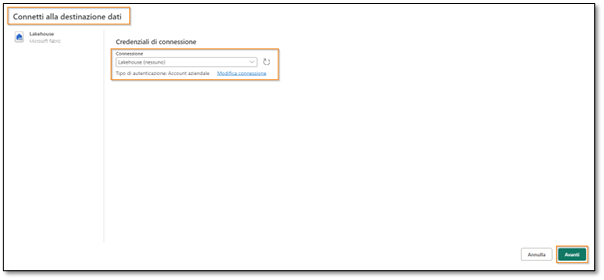 Connetti alla destinazione dati
Lakehouse
Microsoft Fabric
Credenziali di connessione
Connessione
Lakehouse (nessuno)
Tipo di autenticazione: Account aziendale Modifica connessione
Annulla Avanti